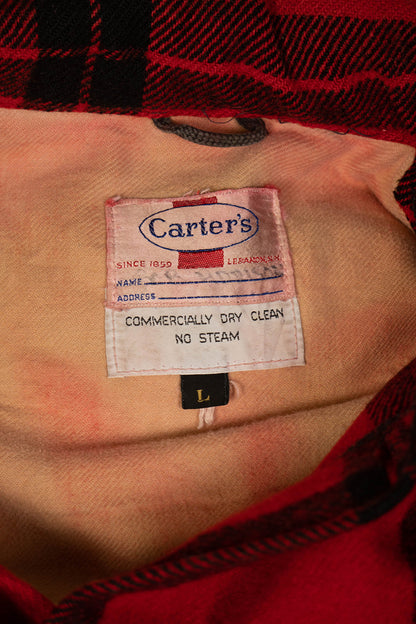 Carter's
SINCE 1859 LEBANON, N.H.
NAME
ADDRESS
COMMERCIALLY DRY CLEAN
NO STEAM
L